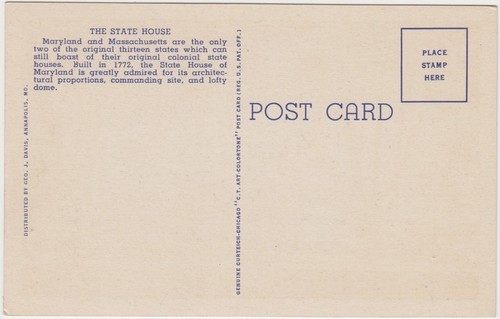 THE STATE HOUSE
Maryland and Massachusetts are the only
two of the original thirteen states which can
still boast of their original colonial state
houses. Built in 1772, the State House of
Maryland is greatly admired for its architec-
tural proportions, commanding site, and lofty
dome.
DISTRIBUTED BY GEO. J. DAVIS, ANNAPOLIS, MD.
GENUINE CURTEICH-CHICAGO "C.T. ART-COLORTONE" POST CARD (REG. U.S. PAT. OFF.)
POST CARD
PLACE
STAMP
HERE